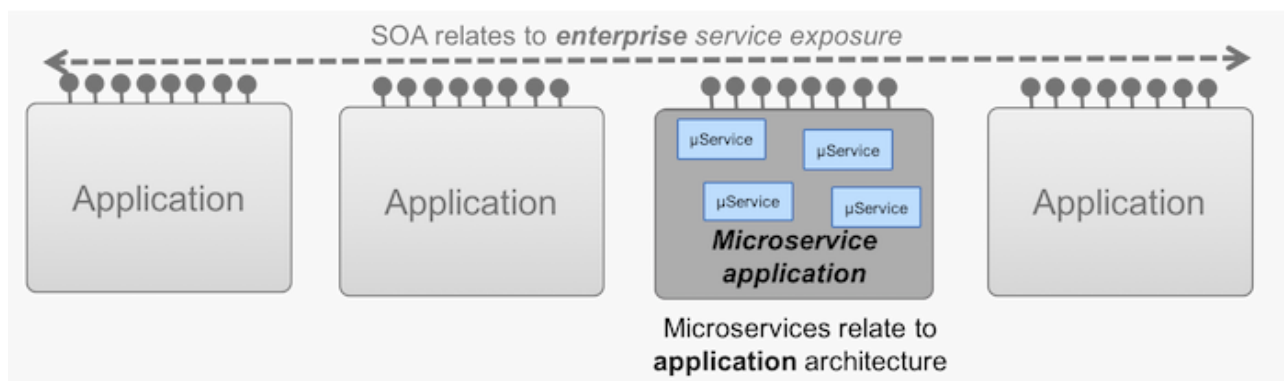 SOA relates to enterprise service exposure
Application
Application
µService
µService
µService
µService
Microservice
application
Application
Microservices relate to
application architecture